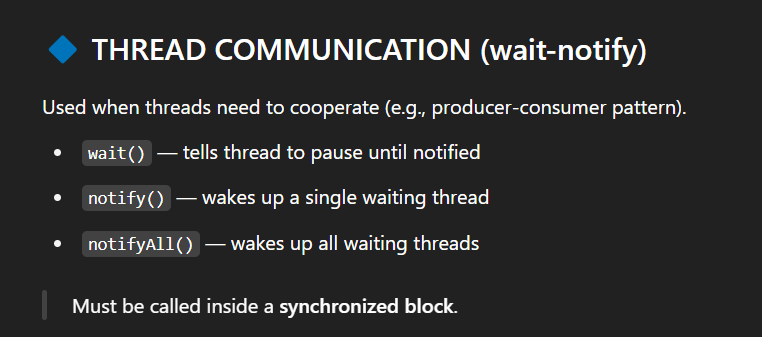 THREAD COMMUNICATION (wait-notify)
Used when threads need to cooperate (e.g., producer-consumer pattern).
• wait() — tells thread to pause until notified
• notify() — wakes up a single waiting thread
• notifyAll() — wakes up all waiting threads
Must be called inside a synchronized block.